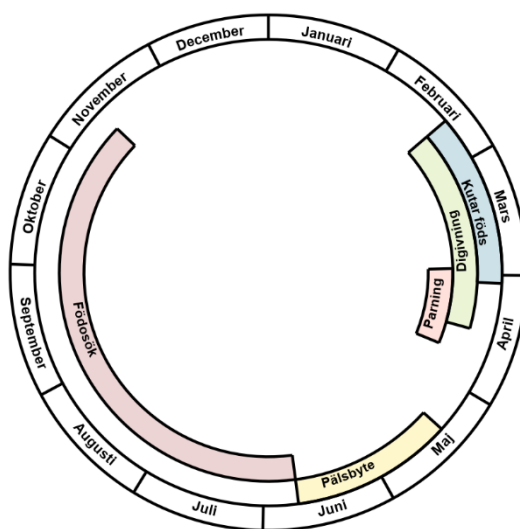 Januari
Februari
Mars
April
Maj
Juni
Juli
Augusti
September
Oktober
November
December
Kutar föds
Digivning
Parning
Pälsbyte
Födosök